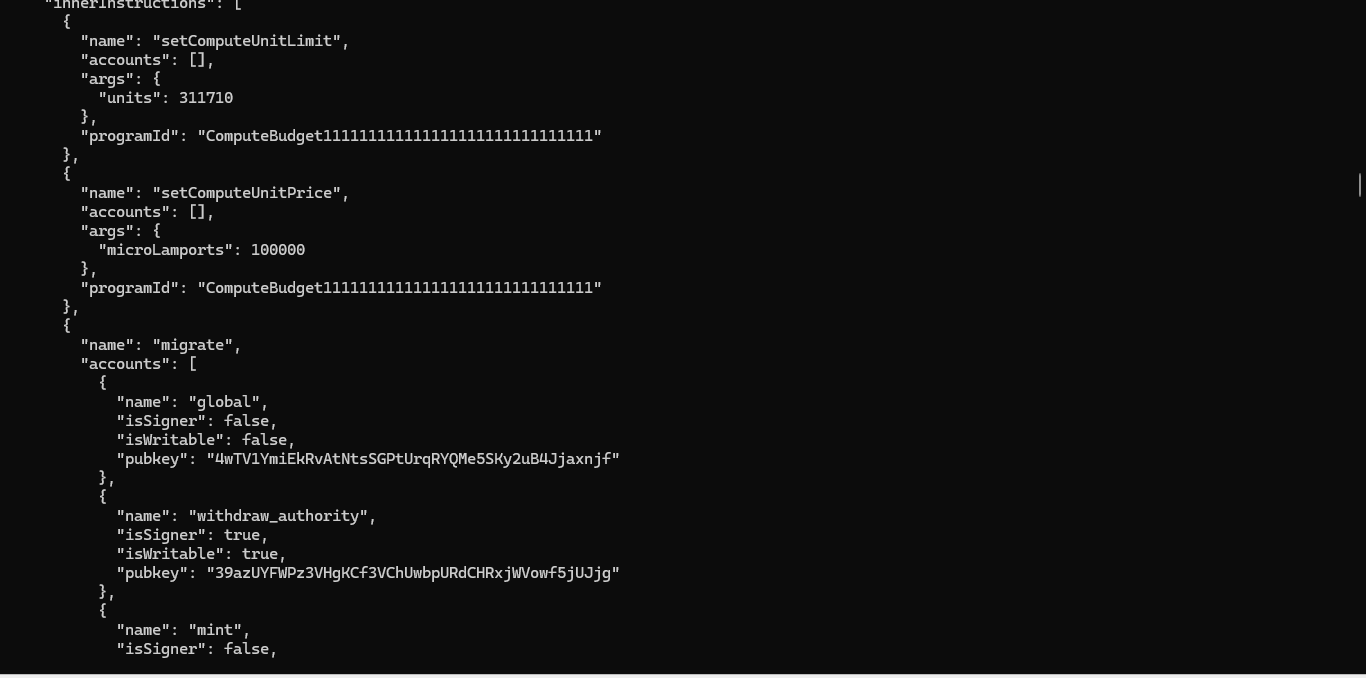 "innerInstructions": [
{
"name": "setComputeUnitLimit",
"accounts": [],
"args": {
"units": 311710
},
"programId": "ComputeBudget111111111111111111111111111111"
},
{
"name": "setComputeUnitPrice",
"accounts": [],
"args": {
"microLamports": 100000
},
"programId": "ComputeBudget111111111111111111111111111111"
},
{
"name": "migrate",
"accounts": [
{
"name": "global",
"isSigner": false,
"isWritable": false,
"pubkey": "4wTV1YmiEkRvAtNtsSGPtUrqRYQMe5SKy2uB4Jjaxnjf"
},
{
"name": "withdraw_authority",
"isSigner": true,
"isWritable": true,
"pubkey": "39azUYFWPz3VHgKCf3VChUwbpURdCHRxjWVowf5jUJjg"
},
{
"name": "mint",
"isSigner": false,